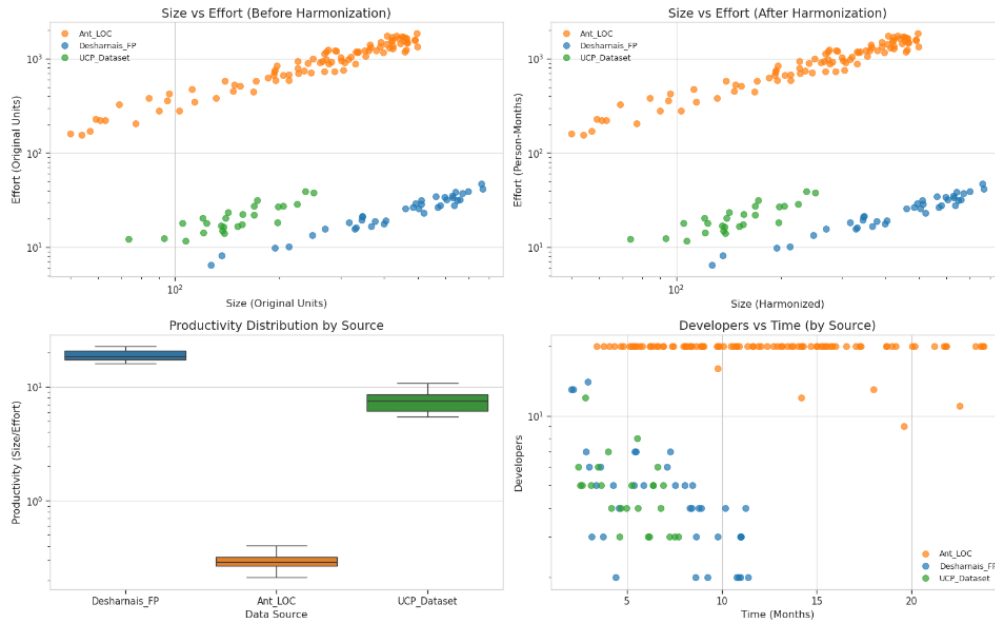 Size vs Effort (Before Harmonization)
Ant_LOC
Desharnais_FP
UCP_Dataset
10³
10²
10¹
Effort (Original Units)
10²
Size (Original Units)
Size vs Effort (After Harmonization)
Ant_LOC
Desharnais_FP
UCP_Dataset
10³
10²
10¹
Effort (Person-Months)
10²
Size (Harmonized)
Productivity Distribution by Source
10¹
10⁰
Productivity (Size/Effort)
Desharnais_FP
Ant_LOC
UCP_Dataset
Data Source
Developers vs Time (by Source)
10¹
Developers
Ant_LOC
Desharnais_FP
UCP_Dataset
5
10
15
20
Time (Months)